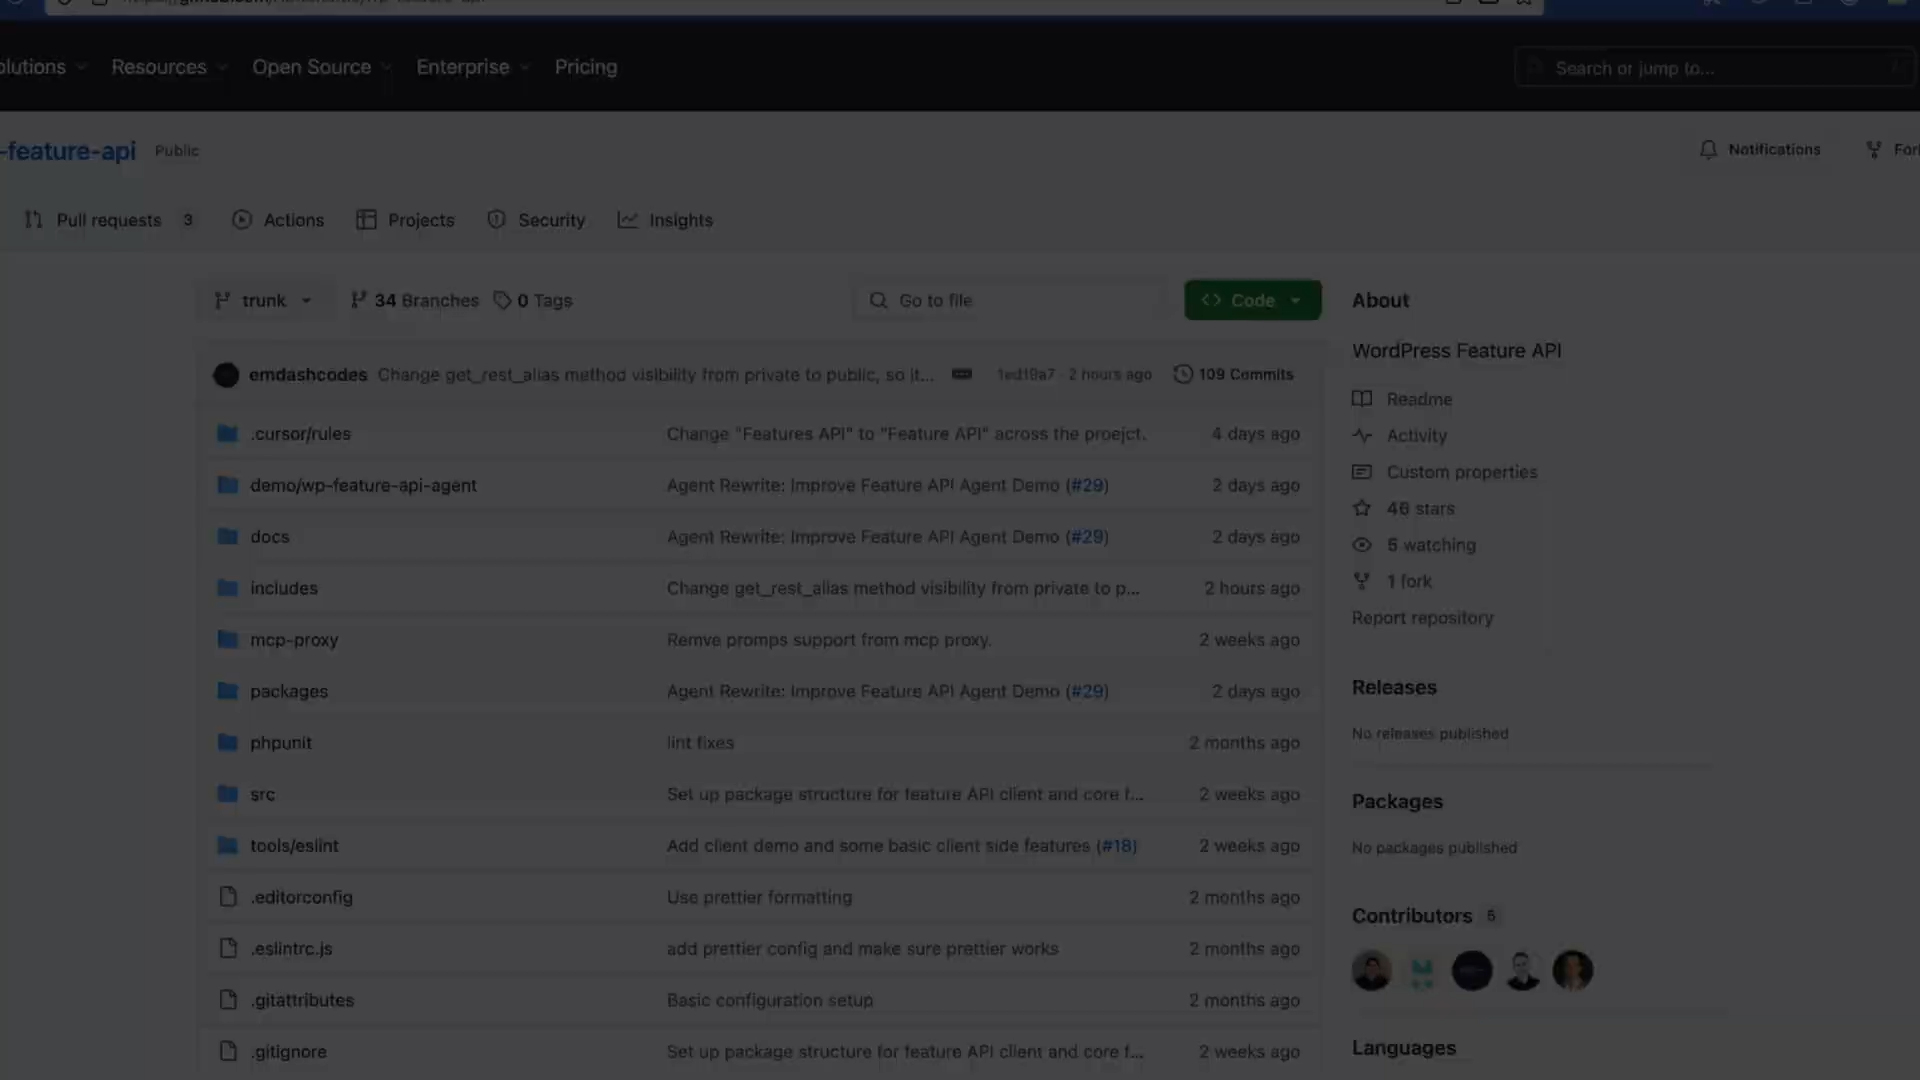 olutions Resources Open Source Enterprise Pricing Search or jump to...
-feature-api Public Notifications For
Pull requests 3 Actions Projects Security Insights
trunk 34 Branches 0 Tags Go to file Code About
WordPress Feature API
emdashcodes Change get_rest_alias method visibility from private to public, so it... 1ed19a7 · 2 hours ago 109 Commits
Readme
.cursor/rules Change "Features API" to "Feature API" across the proejct. 4 days ago
Activity
Custom properties
demo/wp-feature-api-agent Agent Rewrite: Improve Feature API Agent Demo (#29) 2 days ago
46 stars
docs Agent Rewrite: Improve Feature API Agent Demo (#29) 2 days ago
5 watching
includes Change get_rest_alias method visibility from private to p... 2 hours ago
1 fork
Report repository
mcp-proxy Remve promps support from mcp proxy. 2 weeks ago
packages Agent Rewrite: Improve Feature API Agent Demo (#29) 2 days ago
Releases
No releases published
phpunit lint fixes 2 months ago
src Set up package structure for feature API client and core f... 2 weeks ago
Packages
No packages published
tools/eslint Add client demo and some basic client side features (#18) 2 weeks ago
.editorconfig Use prettier formatting 2 months ago
Contributors 5
.eslintrc.js add prettier config and make sure prettier works 2 months ago
.gitattributes Basic configuration setup 2 months ago
.gitignore Set up package structure for feature API client and core f... 2 weeks ago
Languages